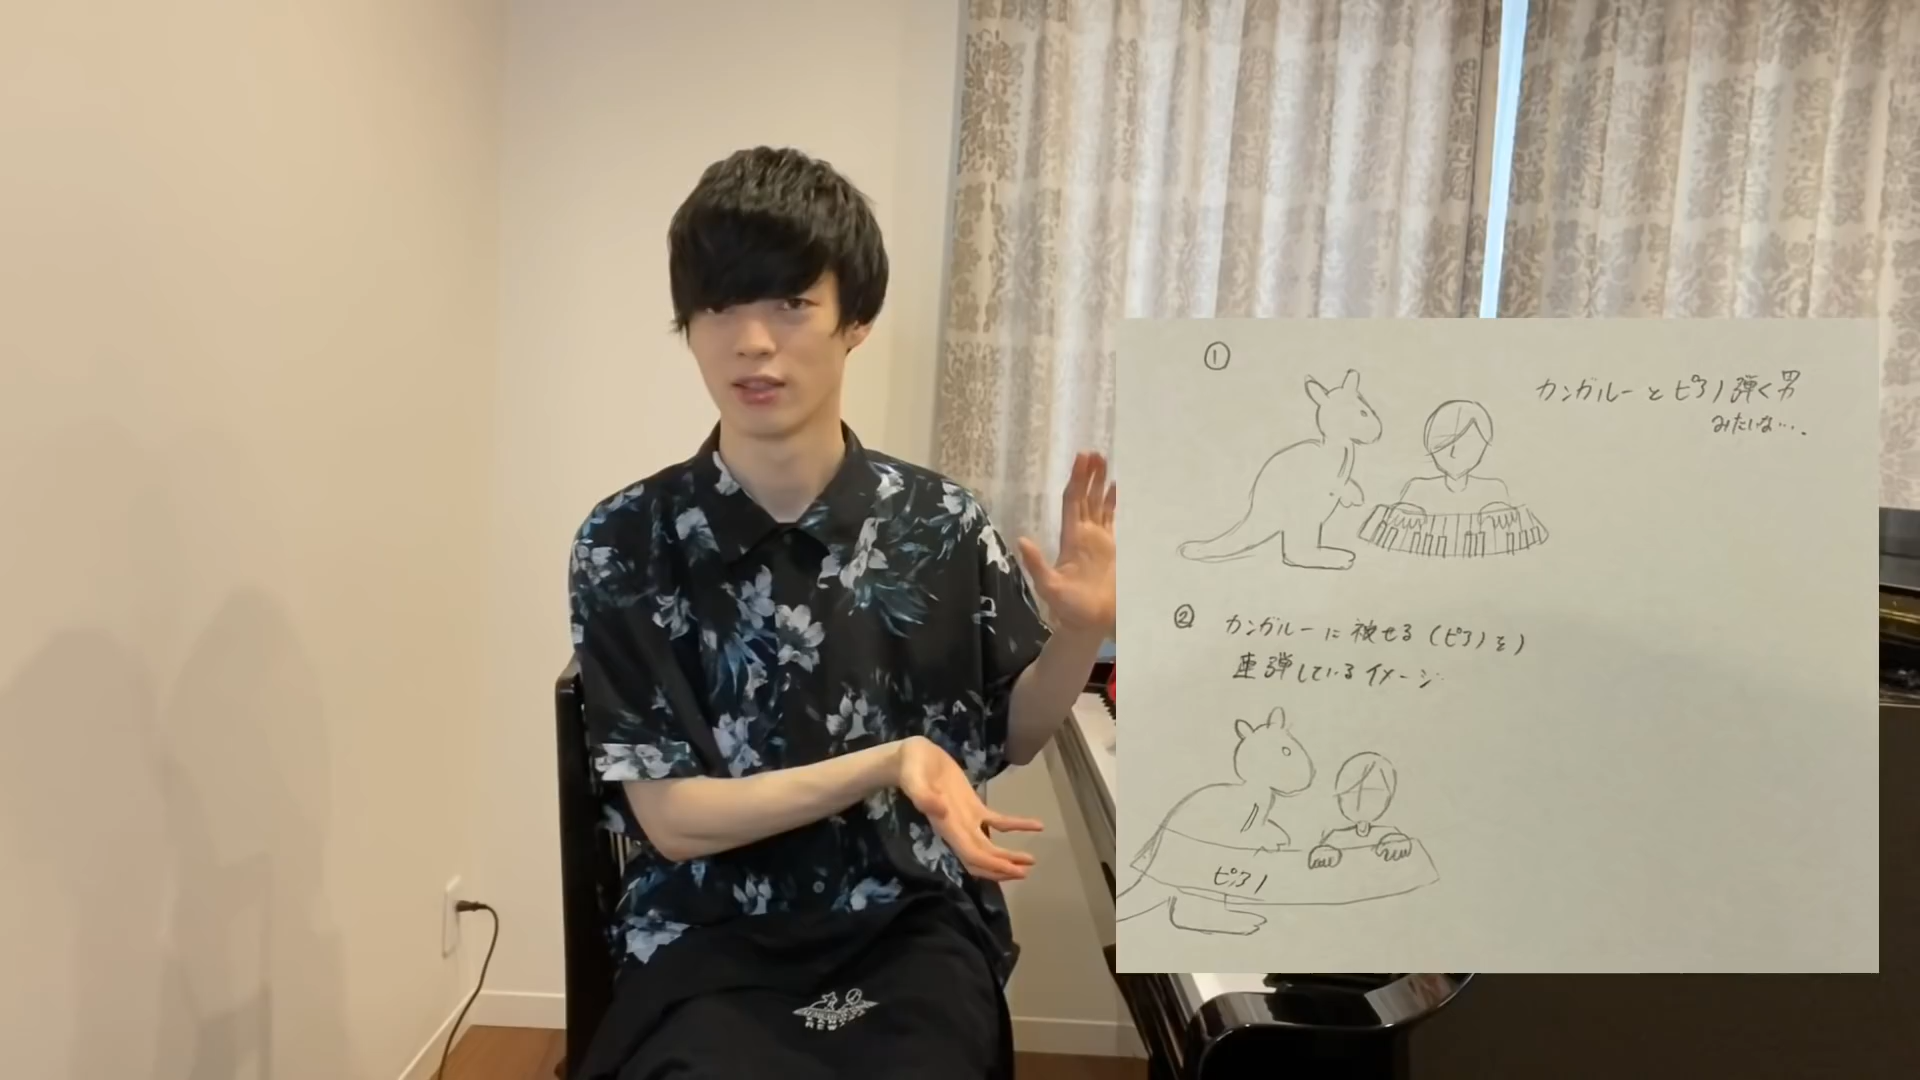 ①
カンガルーとピアノ弾く男
みたいな….
② カンガルーに被せる(ピアノを)
連弾しているイメージ
ピアノ